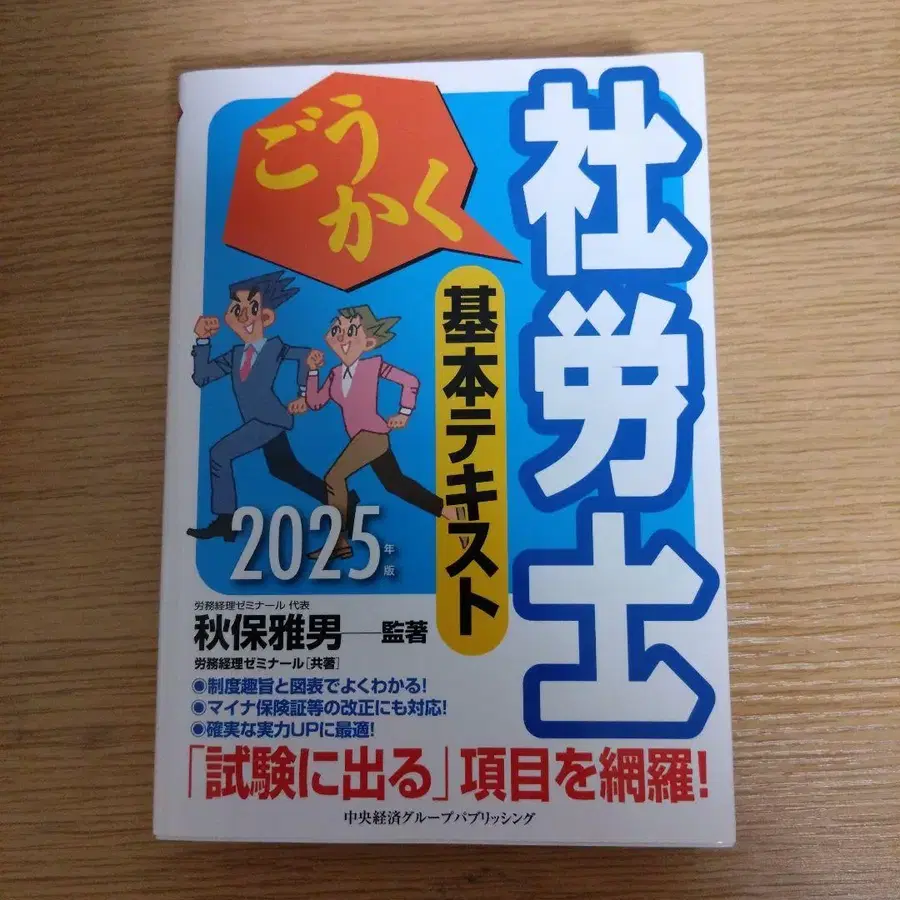 ごう
かく
社労士
基本テキスト
2025年版
労務経理ゼミナール 代表
秋保雅男──監著
労務経理ゼミナール[共著]
●制度趣旨と図表でよくわかる!
●マイナ保険証等の改正にも対応!
●確実な実力UPに最適!
「試験に出る」項目を網羅!
中央経済グループパブリッシング